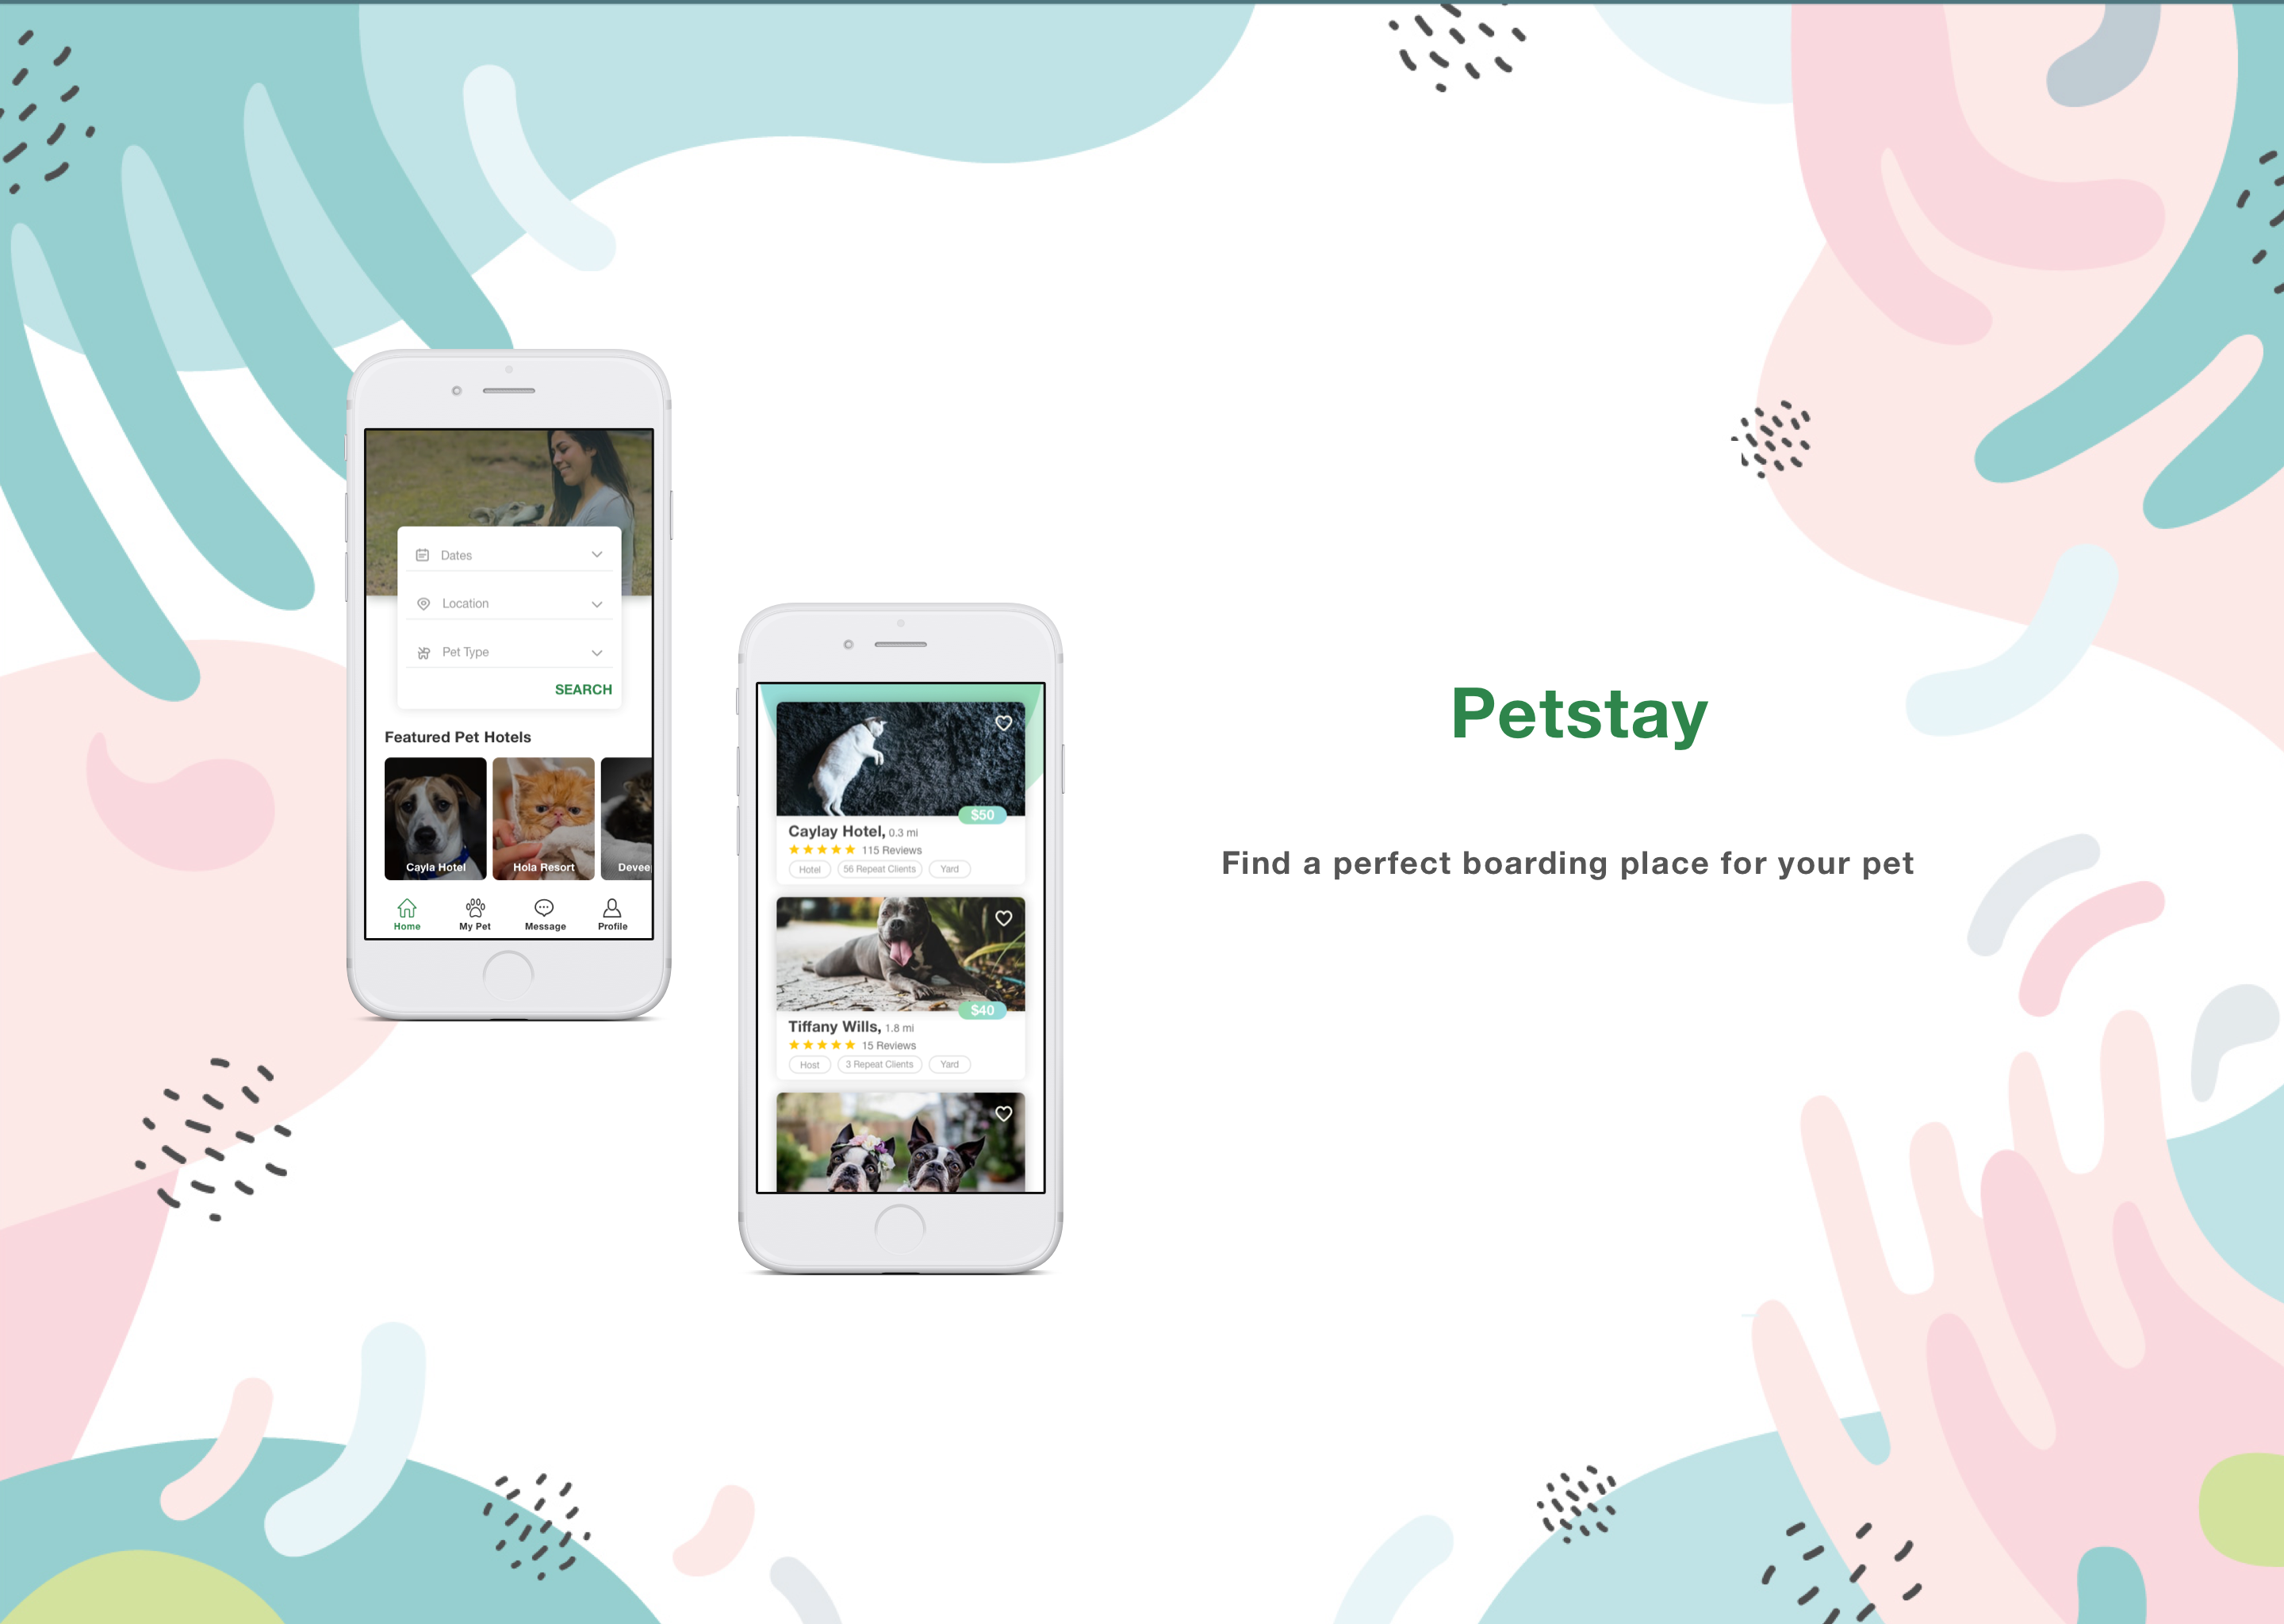 Dates
Location
Pet Type
SEARCH
Featured Pet Hotels
Cayla Hotel
Hola Resort
Devee
Home
My Pet
Message
Profile
$50
Caylay Hotel, 0.3 mi
115 Reviews
Hotel
56 Repeat Clients
Yard
$40
Tiffany Wills, 1.8 mi
15 Reviews
Host
3 Repeat Clients
Yard
Petstay
Find a perfect boarding place for your pet